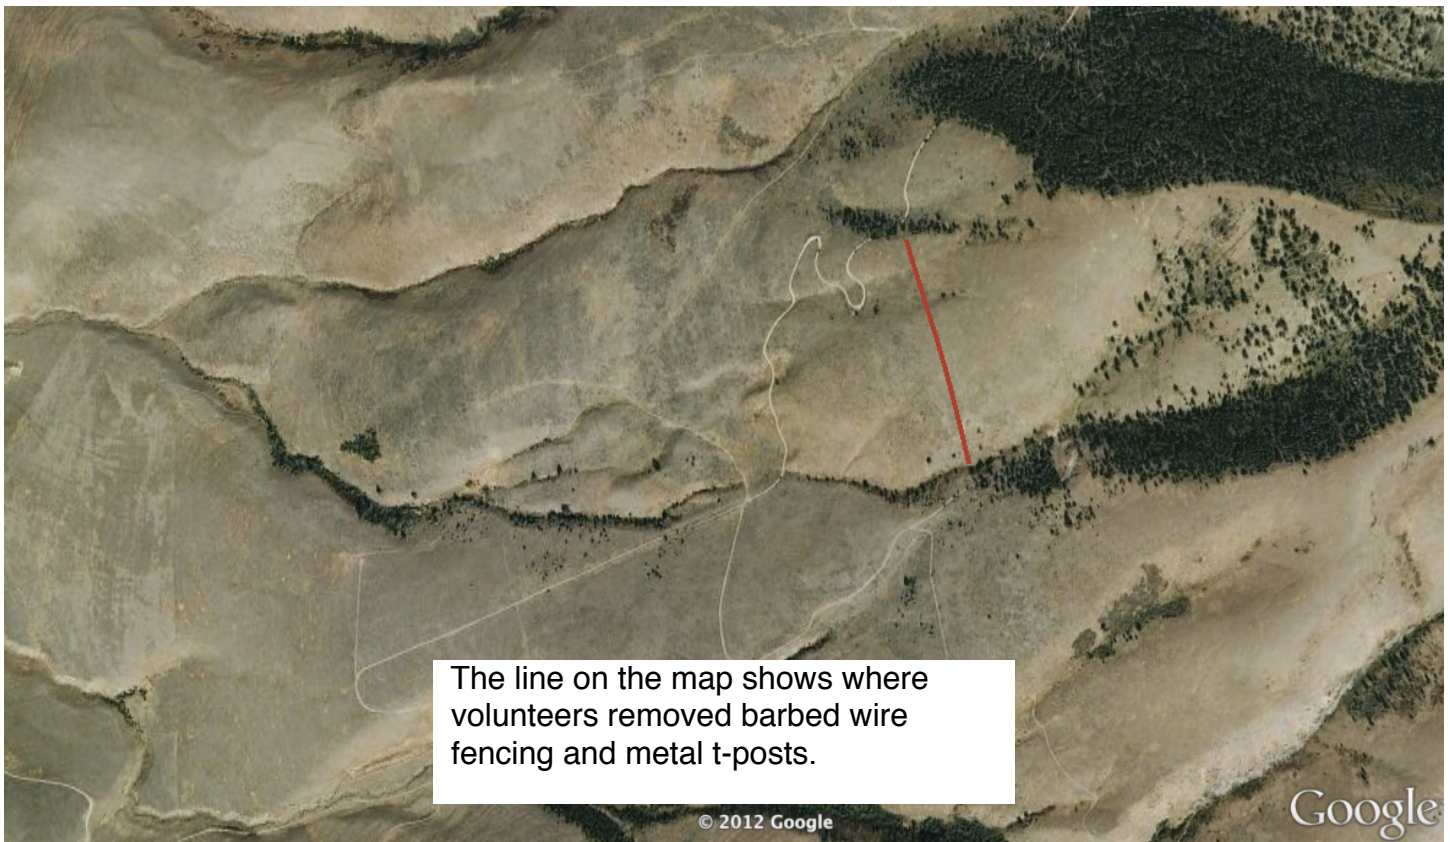 The line on the map shows where
volunteers removed barbed wire
fencing and metal t-posts.
© 2012 Google
Google